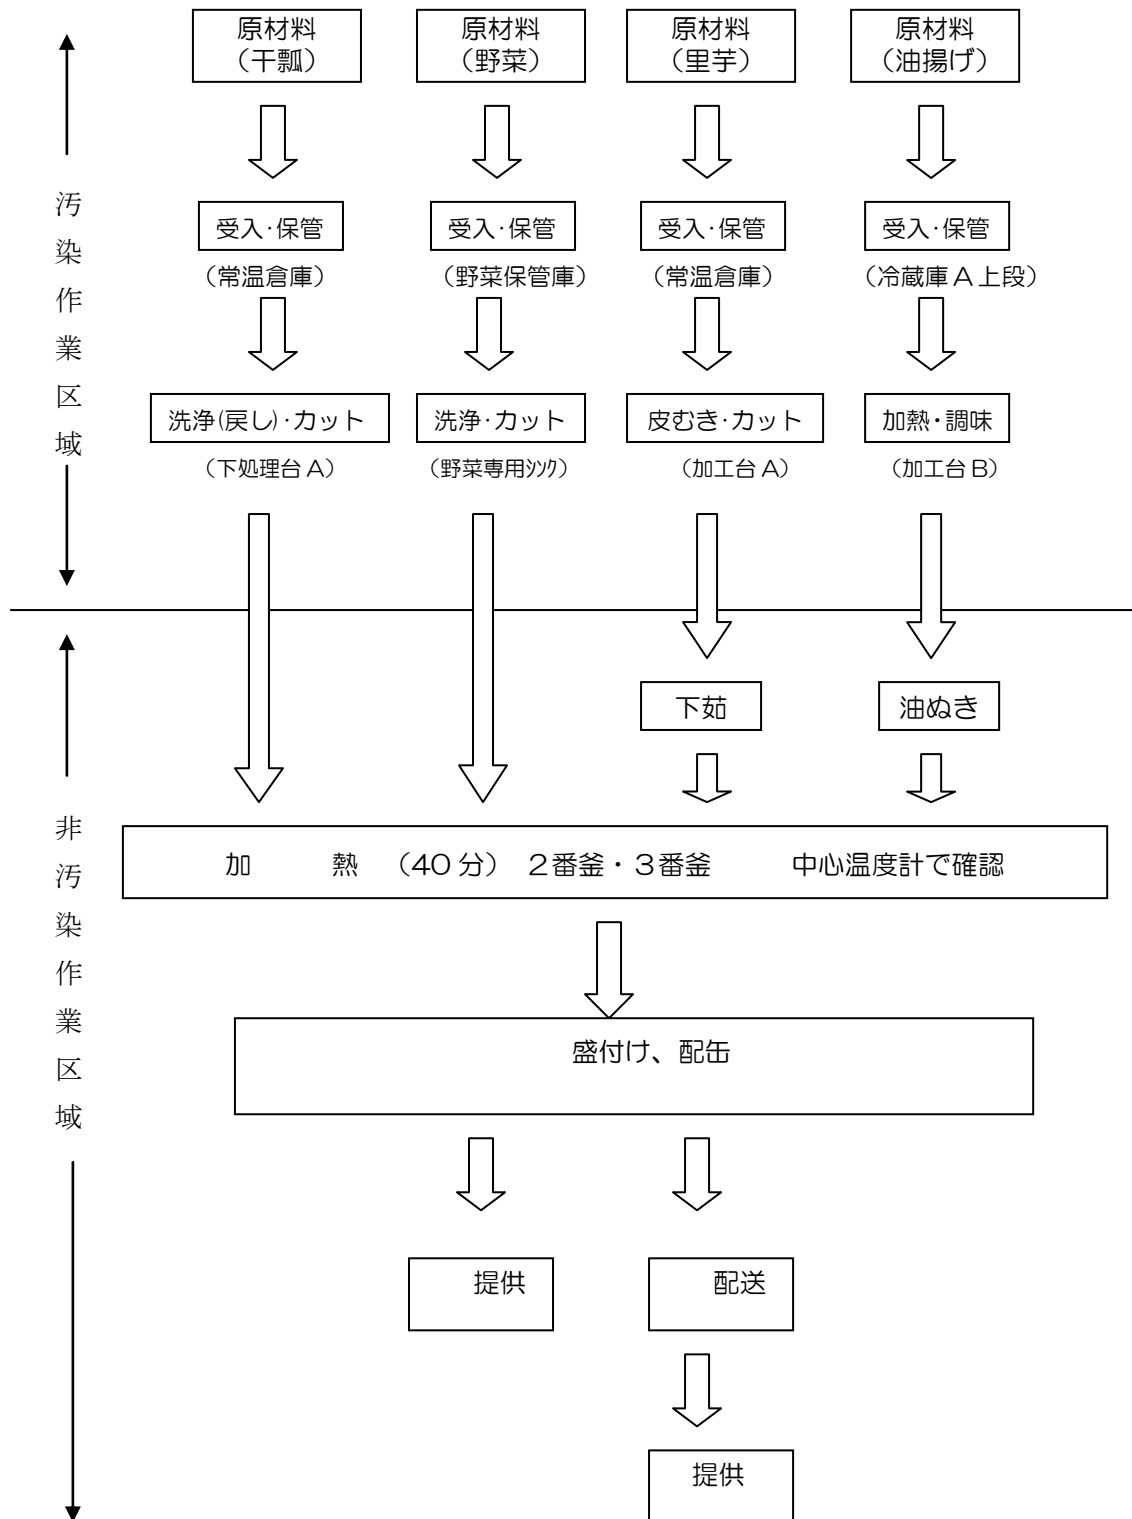 原材料
（干瓢）
原材料
（野菜）
原材料
（里芋）
原材料
（油揚げ）
汚染作業区域
受入・保管
（常温倉庫）
受入・保管
（野菜保管庫）
受入・保管
（常温倉庫）
受入・保管
（冷蔵庫A上段）
洗浄(戻し)・カット
（下処理台A）
洗浄・カット
（野菜専用ｼﾝｸ）
皮むき・カット
（加工台A）
加熱・調味
（加工台B）
非汚染作業区域
下茹
油ぬき
加　熱　（40分）　２番釜・３番釜　中心温度計で確認
盛付け、配缶
提供
配送
提供